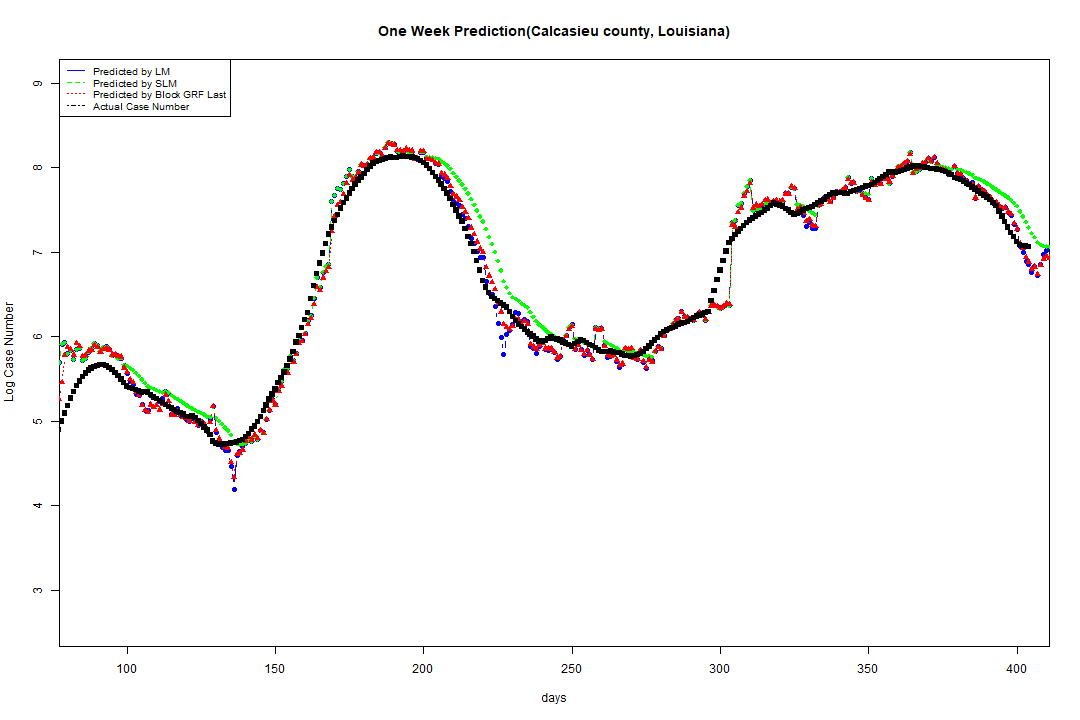 One Week Prediction(Calcasieu county, Louisiana)
Predicted by LM
Predicted by SLM
Predicted by Block GRF Last
Actual Case Number
Log Case Number
9
8
7
6
5
4
3
100 150 200 250 300 350 400
days